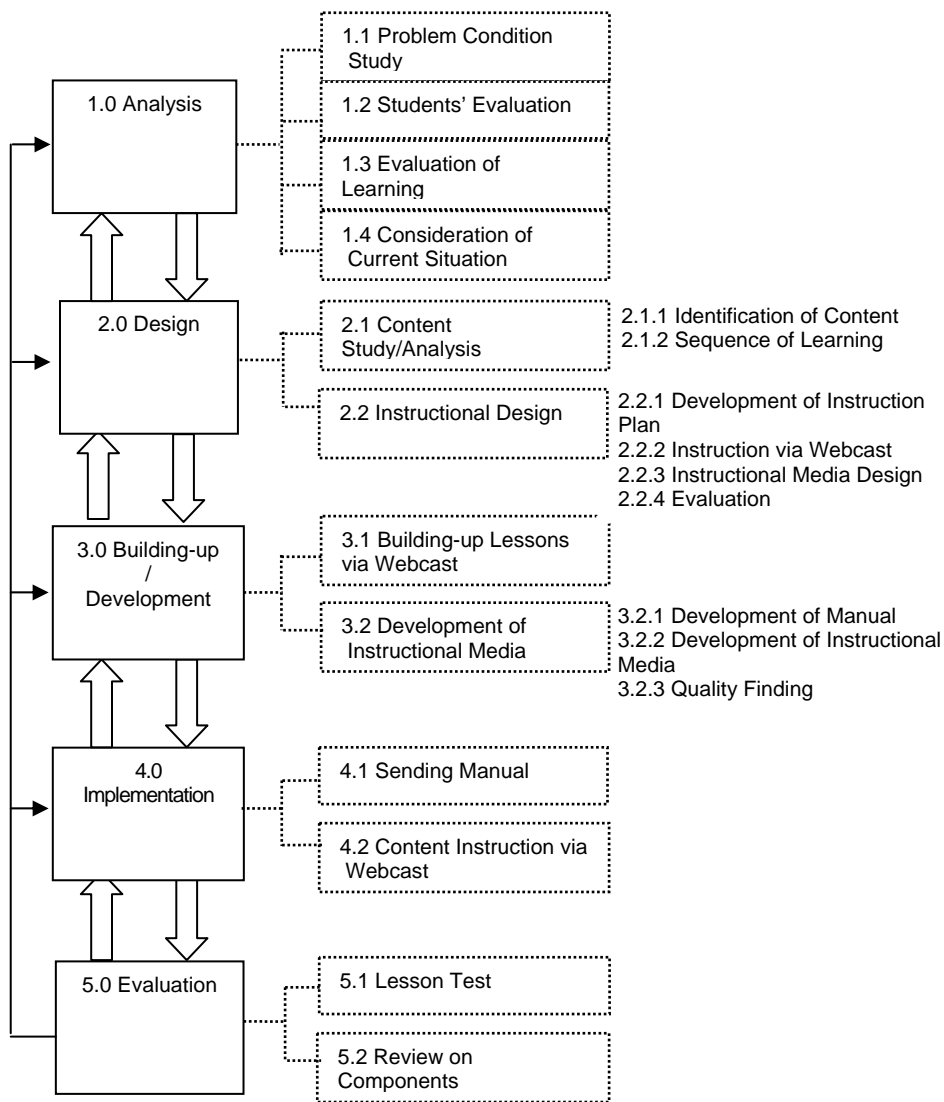 1.0 Analysis
1.1 Problem Condition
Study
1.2 Students’ Evaluation
1.3 Evaluation of
Learning
1.4 Consideration of
Current Situation
2.0 Design
2.1 Content
Study/Analysis
2.1.1 Identification of Content
2.1.2 Sequence of Learning
2.2 Instructional Design
2.2.1 Development of Instruction
Plan
2.2.2 Instruction via Webcast
2.2.3 Instructional Media Design
2.2.4 Evaluation
3.0 Building-up
/
Development
3.1 Building-up Lessons
via Webcast
3.2 Development of
Instructional Media
3.2.1 Development of Manual
3.2.2 Development of Instructional
Media
3.2.3 Quality Finding
4.0
Implementation
4.1 Sending Manual
4.2 Content Instruction via
Webcast
5.0 Evaluation
5.1 Lesson Test
5.2 Review on
Components